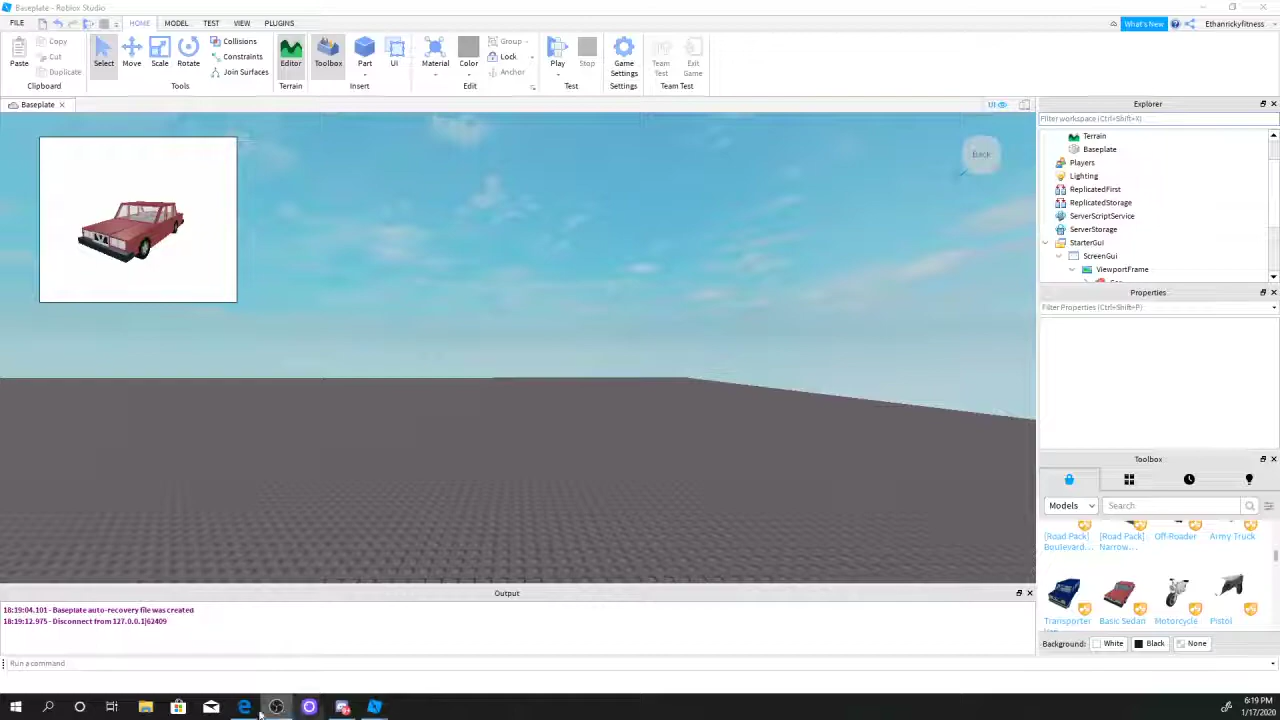 Baseplate - Roblox Studio
FILE HOME MODEL TEST VIEW PLUGINS What's New Ethanrickyfitness
Paste Copy Cut Duplicate Clipboard
Select Move Scale Rotate Collisions Constraints Join Surfaces Tools
Editor Terrain
Toolbox Part UI Insert
Material Color Group Lock Anchor Edit
Play Stop Test
Game Settings Settings
Team Test Exit Game Team Test
Baseplate UI
BACK
Explorer
Filter workspace (Ctrl+Shift+X)
Terrain
Baseplate
Players
Lighting
ReplicatedFirst
ReplicatedStorage
ServerScriptService
ServerStorage
StarterGui
ScreenGui
ViewportFrame
Properties
Filter Properties (Ctrl+Shift+P)
Toolbox
Models Search
[Road Pack] Boulevard... [Road Pack] Narrow... Off-Roader Army Truck
Transporter Basic Sedan Motorcycle Pistol
Background: White Black None
Output
18:19:04.101 - Baseplate auto-recovery file was created
18:19:12.975 - Disconnect from 127.0.0.1|62409
Run a command
6:19 PM
1/17/2020